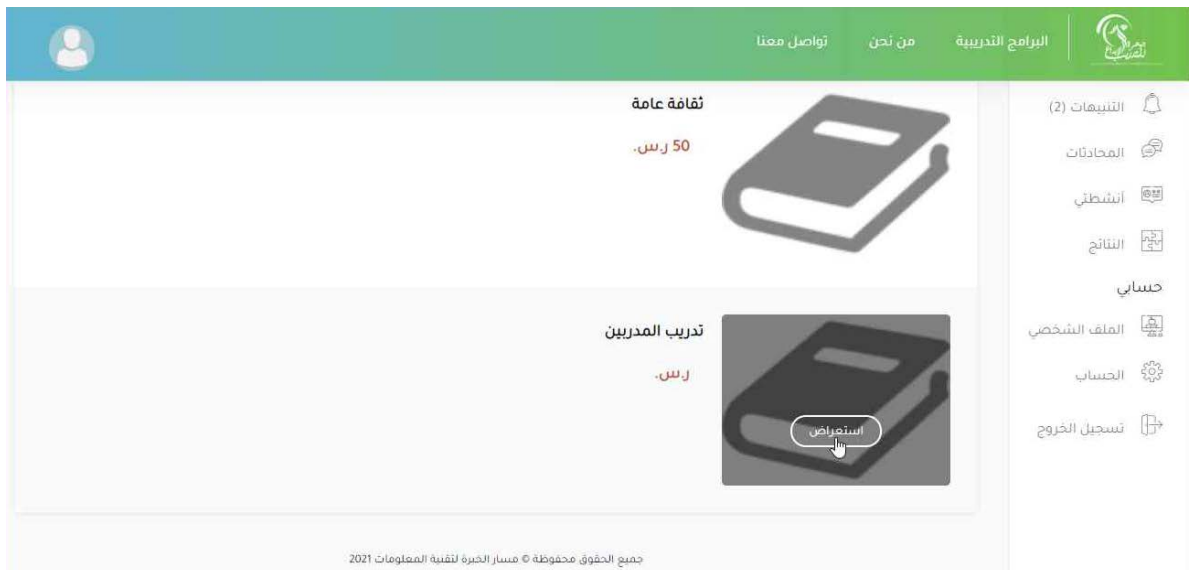 البرامج التدريبية
من نحن
تواصل معنا
التنبيهات (2)
المحادثات
أنشطتي
النتائج
حسابي
الملف الشخصي
الحساب
تسجيل الخروج
ثقافة عامة
50 ر.س.
تدريب المدربين
ر.س.
استعراض
جميع الحقوق محفوظة © مسار الخبرة لتقنية المعلومات 2021